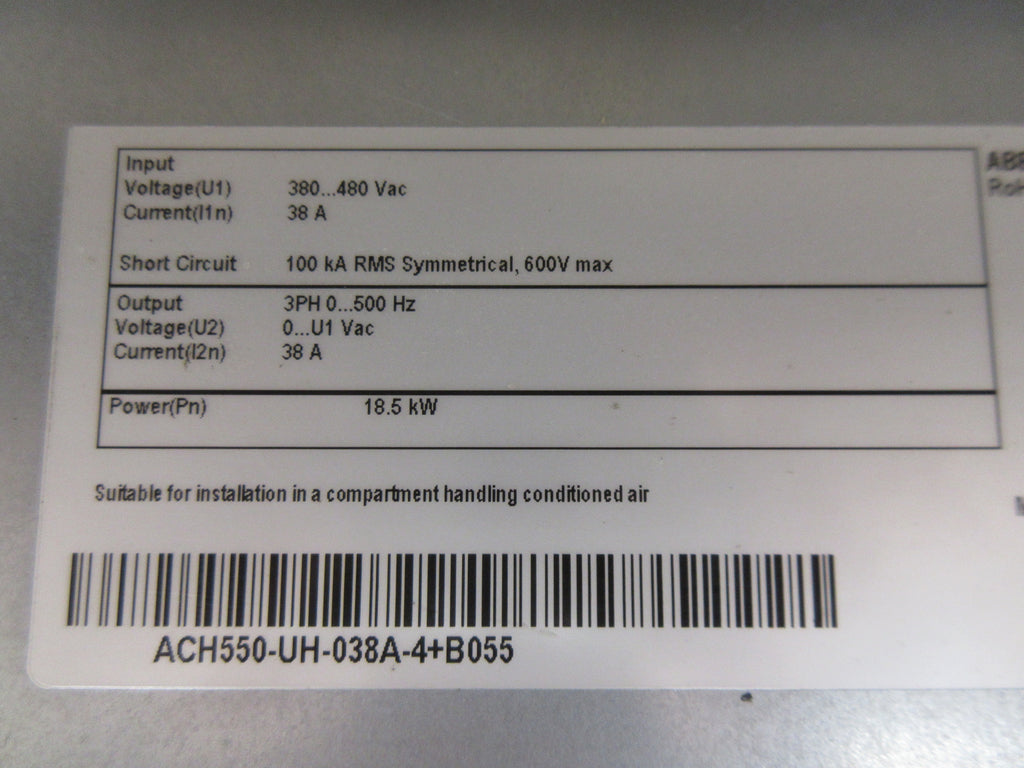 Input
Voltage(U1) 380...480 Vac
Current(I1n) 38 A
Short Circuit 100 kA RMS Symmetrical, 600V max
Output 3PH 0...500 Hz
Voltage(U2) 0...U1 Vac
Current(I2n) 38 A
Power(Pn) 18.5 kW
Suitable for installation in a compartment handling conditioned air
ACH550-UH-038A-4+B055